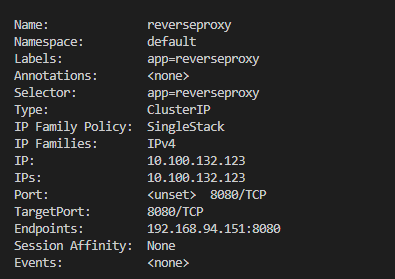 Name: reverseproxy
Namespace: default
Labels: app=reverseproxy
Annotations: <none>
Selector: app=reverseproxy
Type: ClusterIP
IP Family Policy: SingleStack
IP Families: IPv4
IP: 10.100.132.123
IPs: 10.100.132.123
Port: <unset> 8080/TCP
TargetPort: 8080/TCP
Endpoints: 192.168.94.151:8080
Session Affinity: None
Events: <none>